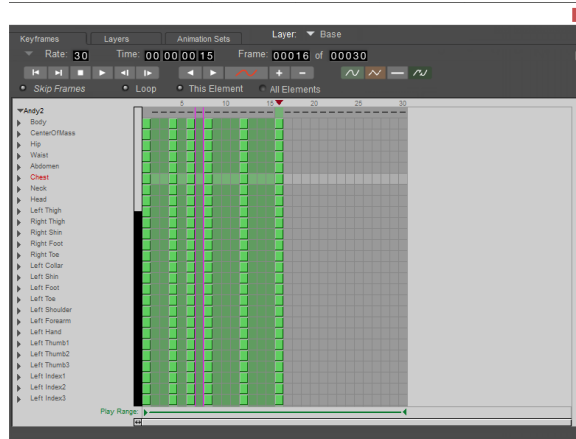 Keyframes Layers Animation Sets Layer: Base
Rate: 30 Time: 00 00 00 15 Frame: 00016 of 00030
Skip Frames Loop This Element All Elements
5 10 15 20 25 30
Andy2
Body
CenterOfMass
Hip
Waist
Abdomen
Chest
Neck
Head
Left Thigh
Right Thigh
Right Shin
Right Foot
Right Toe
Left Collar
Left Shin
Left Foot
Left Toe
Left Shoulder
Left Forearm
Left Hand
Left Thumb1
Left Thumb2
Left Thumb3
Left Index1
Left Index2
Left Index3
Play Range: